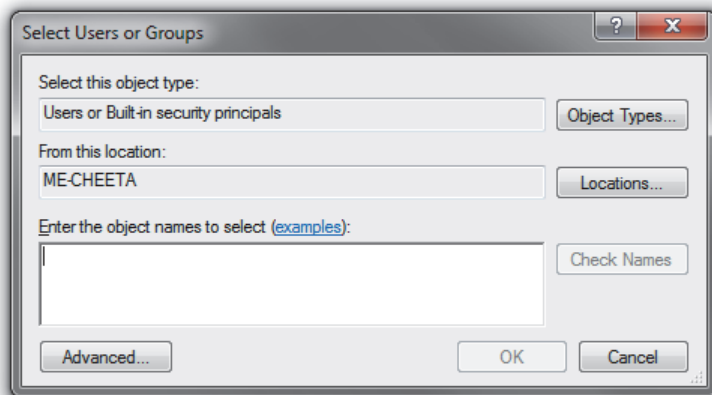 Select Users or Groups
Select this object type:
Users or Built-in security principals
Object Types...
From this location:
ME-CHEETA
Locations...
Enter the object names to select (examples):
Check Names
Advanced...
OK
Cancel